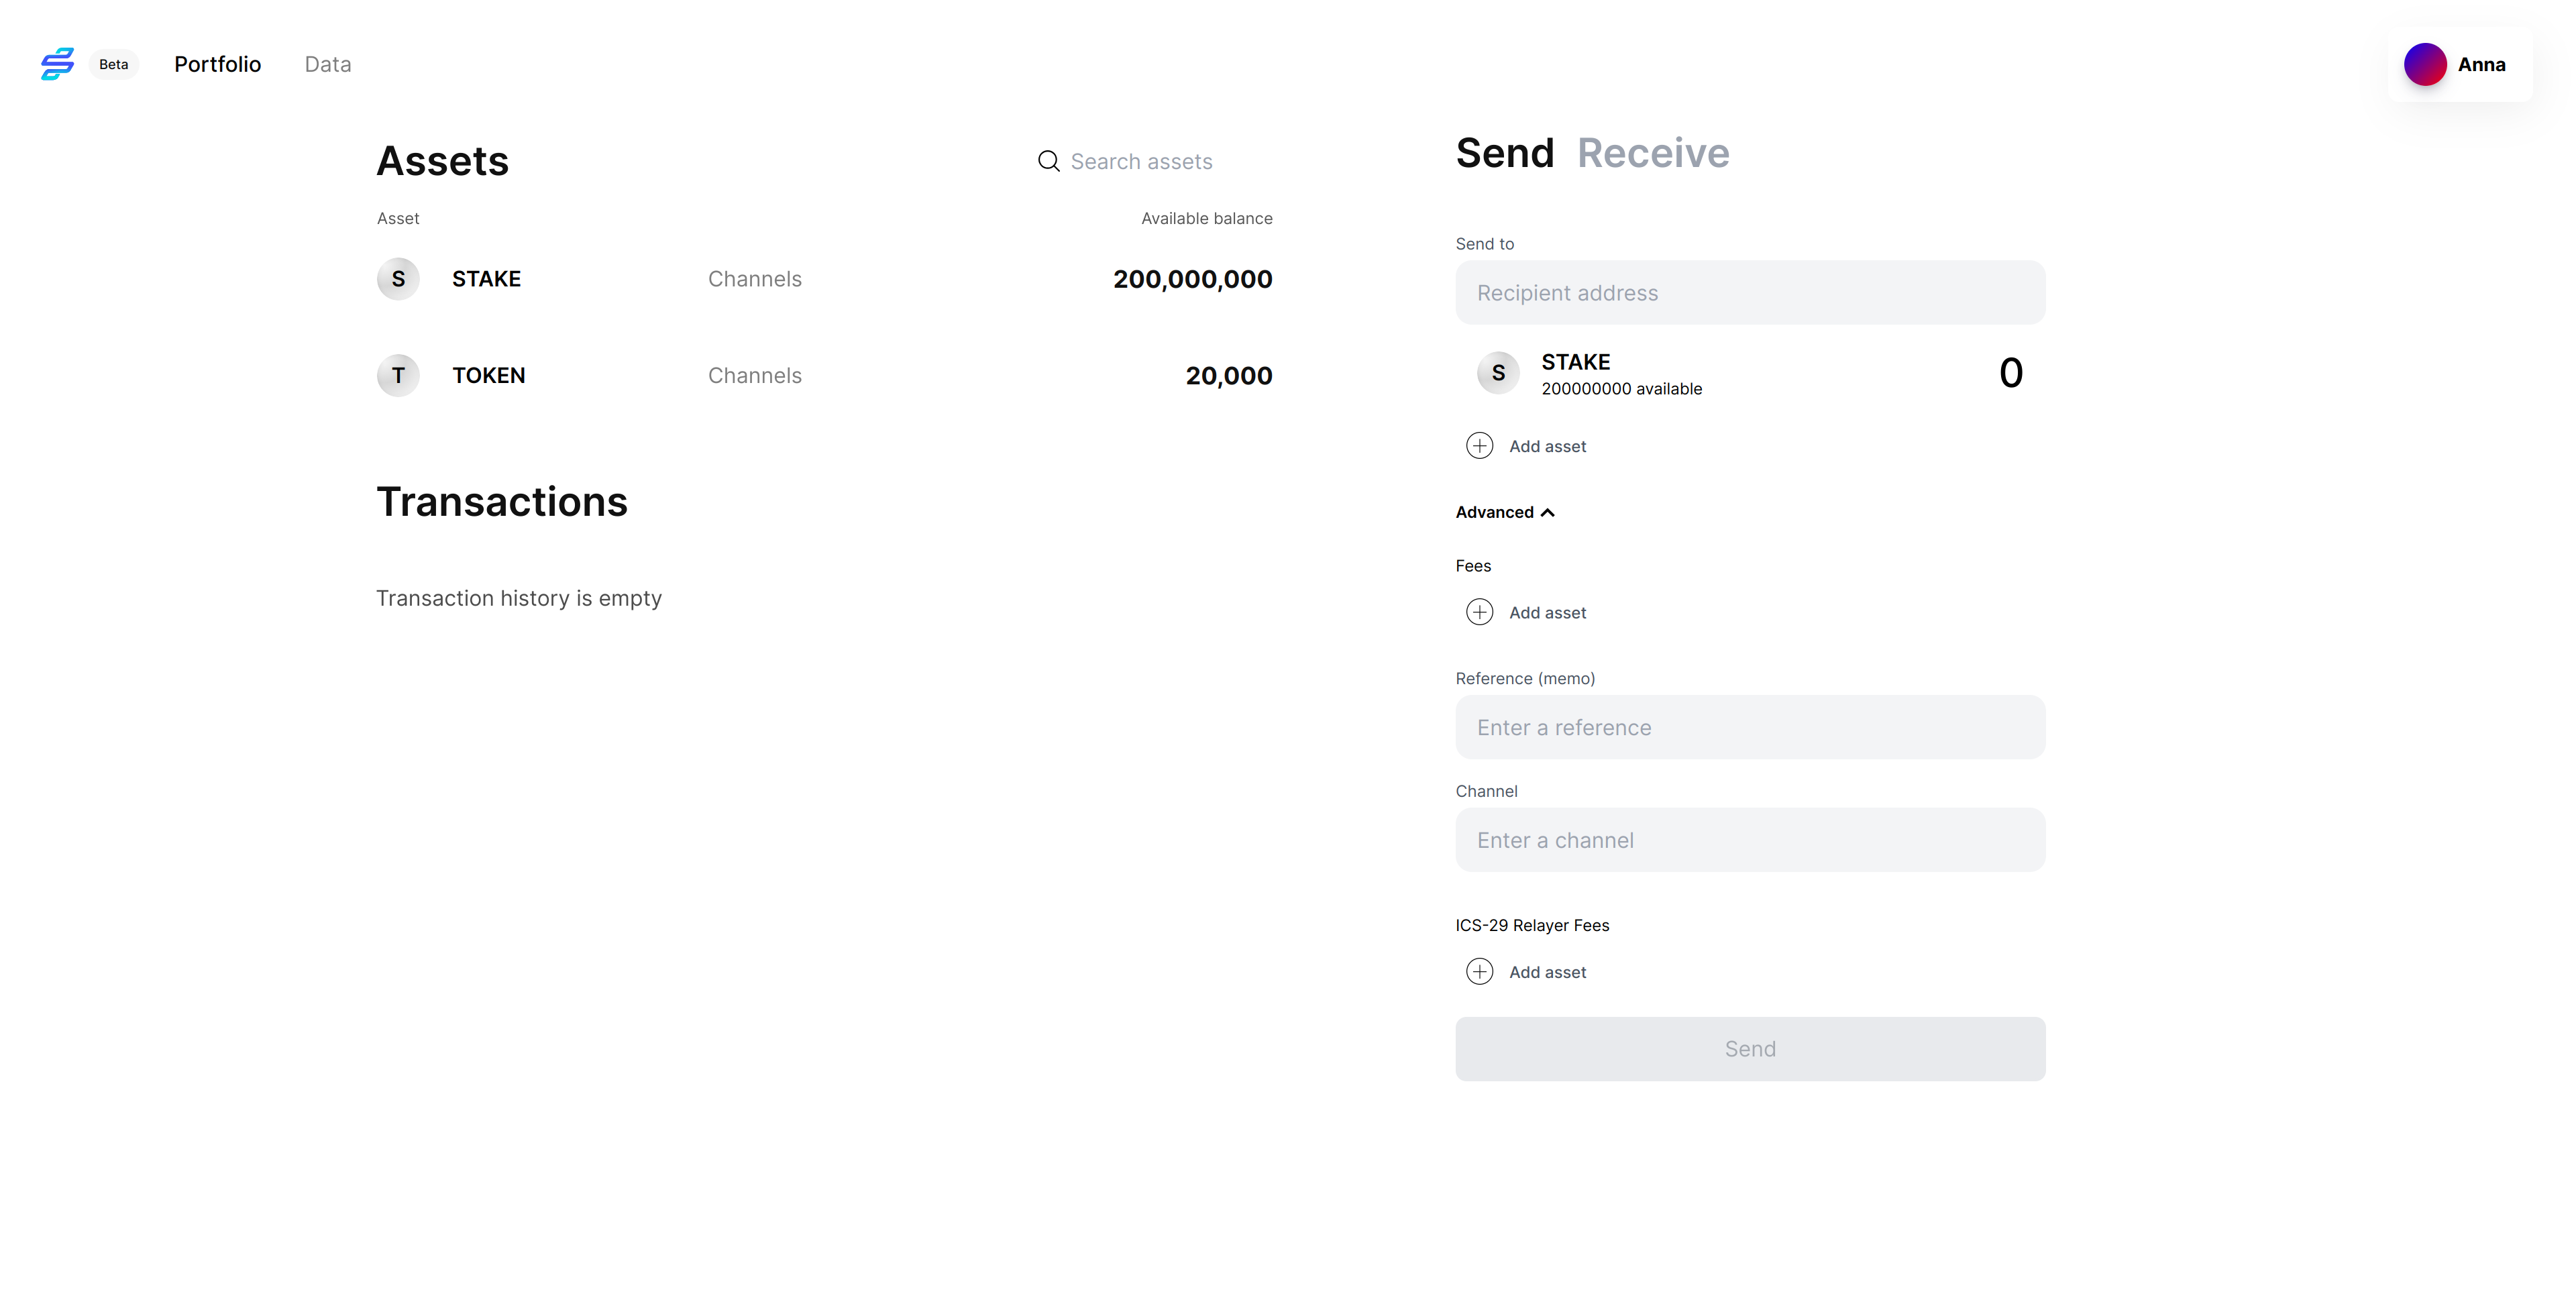 Beta
Portfolio
Data
Anna
Assets
Search assets
Asset
Available balance
S
STAKE
Channels
200,000,000
T
TOKEN
Channels
20,000
Transactions
Transaction history is empty
Send
Receive
Send to
Recipient address
S
STAKE
200000000 available
0
Add asset
Advanced
Fees
Add asset
Reference (memo)
Enter a reference
Channel
Enter a channel
ICS-29 Relayer Fees
Add asset
Send